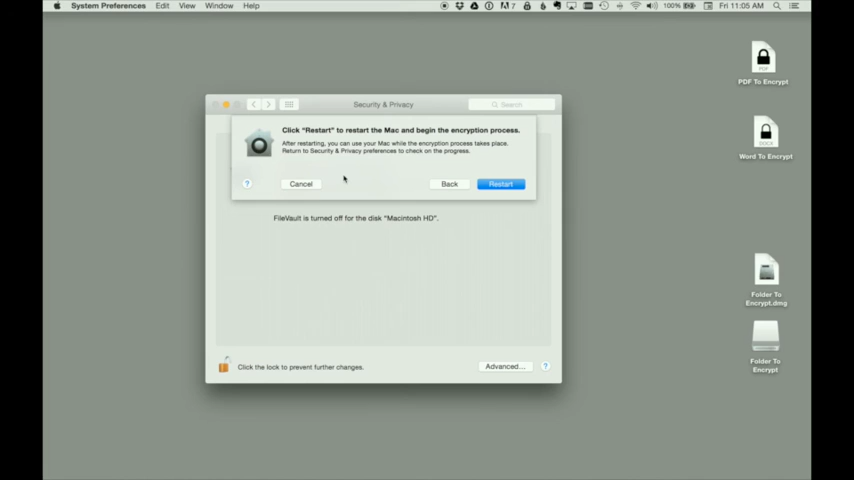 System Preferences Edit View Window Help
7 100% Fri 11:05 AM
Security & Privacy
Search
Click “Restart” to restart the Mac and begin the encryption process.
After restarting, you can use your Mac while the encryption process takes place.
Return to Security & Privacy preferences to check on the progress.
? Cancel Back Restart
FileVault is turned off for the disk “Macintosh HD”.
Click the lock to prevent further changes. Advanced... ?
PDF
PDF To Encrypt
DOCX
Word To Encrypt
Folder To
Encrypt.dmg
Folder To
Encrypt